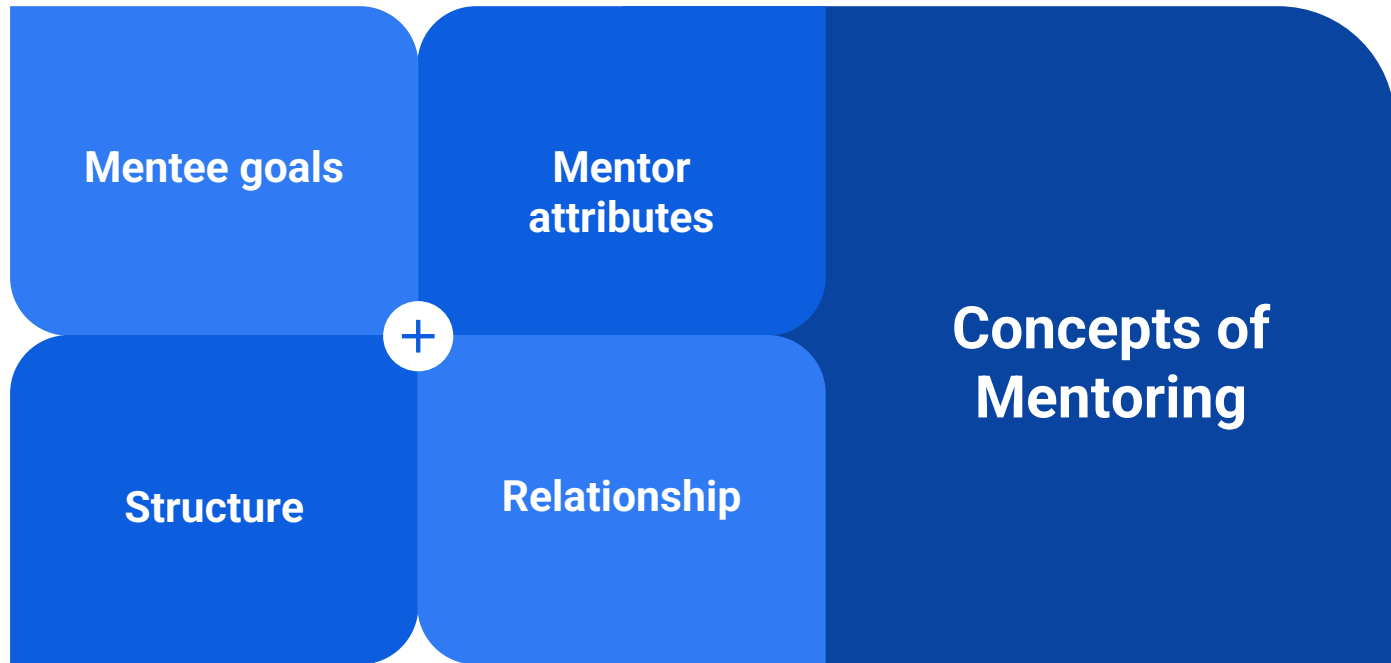 Mentee goals
Mentor
attributes
Structure
Relationship
Concepts of
Mentoring